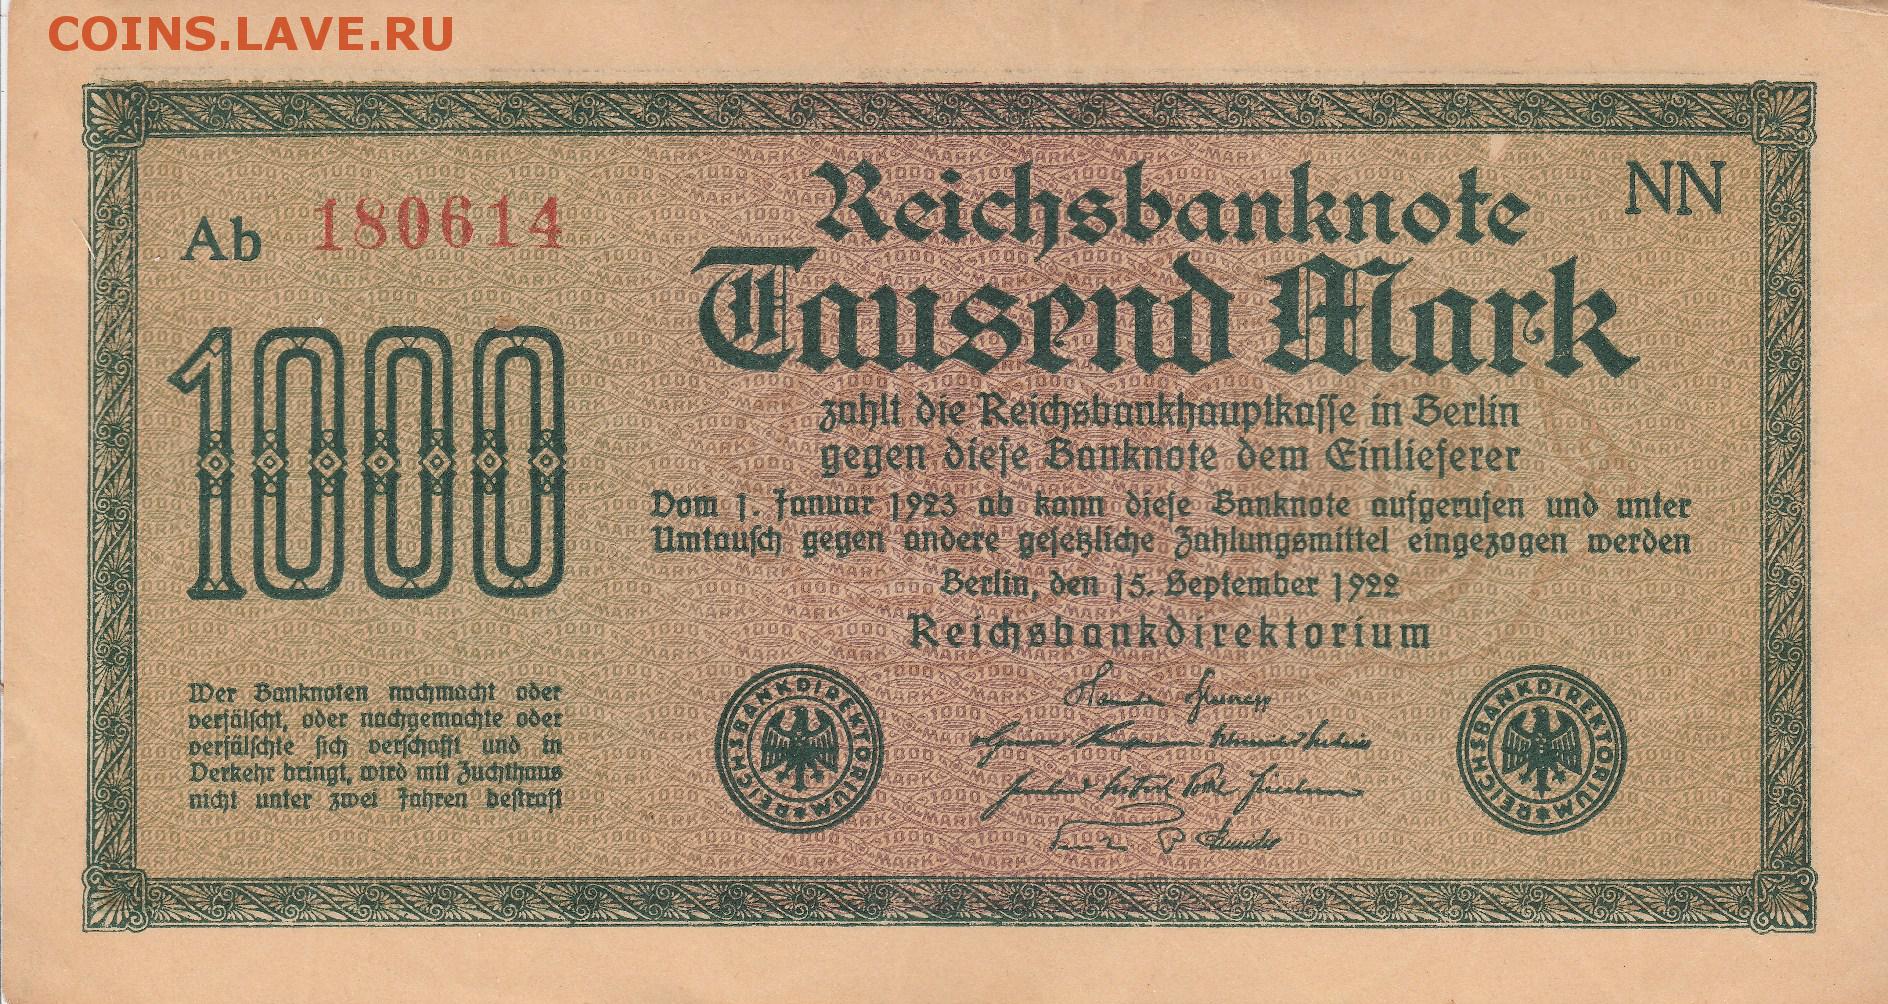 COINS.LAVE.RU
Ab 180614
NN
Reichsbanknote
Tausend Mark
1000
zahlt die Reichsbankhauptkasse in Berlin
gegen diese Banknote dem Einlieferer
Vom 1. Januar 1923 ab kann diese Banknote aufgerufen und unter
Umtausch gegen andere gesetzliche Zahlungsmittel eingezogen werden
Berlin, den 15. September 1922
Reichsbankdirektorium
Wer Banknoten nachmacht oder
verfälscht, oder nachgemachte oder
verfälschte sich verschafft und in
Verkehr bringt, wird mit Zuchthaus
nicht unter zwei Jahren bestraft
REICHSBANKDIREKTORIUM
REICHSBANKDIREKTORIUM